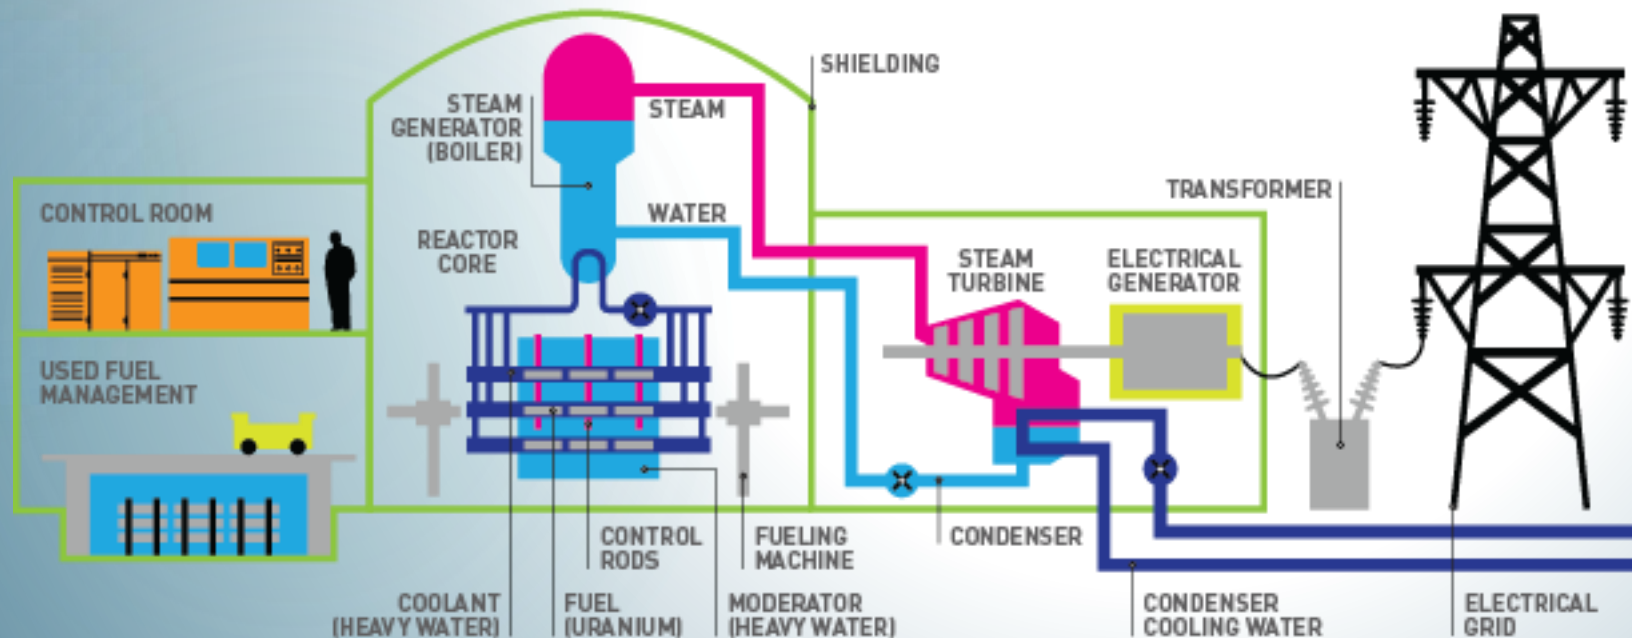 SHIELDING
STEAM
GENERATOR
(BOILER)
STEAM
TRANSFORMER
CONTROL ROOM
WATER
REACTOR
CORE
STEAM
TURBINE
ELECTRICAL
GENERATOR
USED FUEL
MANAGEMENT
CONTROL
RODS
FUELING
MACHINE
CONDENSER
COOLANT
(HEAVY WATER)
FUEL
(URANIUM)
MODERATOR
(HEAVY WATER)
CONDENSER
COOLING WATER
ELECTRICAL
GRID